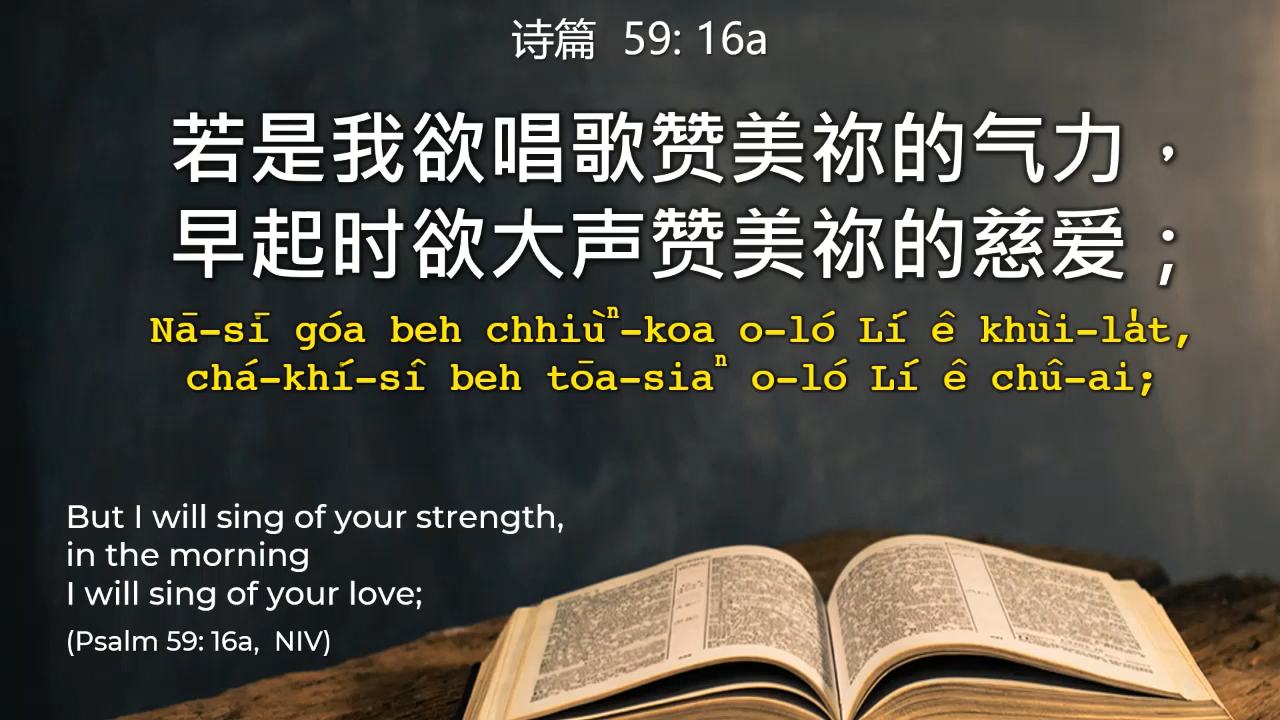 诗篇 59: 16a
若是我欲唱歌赞美祢的气力，
早起时欲大声赞美祢的慈爱；
Nā-sī góa beh chhiùⁿ-koa o-ló Lí ê khùi-la̍t,
chá-khí-sî beh tōa-siaⁿ o-ló Lí ê chû-ai;
But I will sing of your strength,
in the morning
I will sing of your love;
(Psalm 59: 16a, NIV)